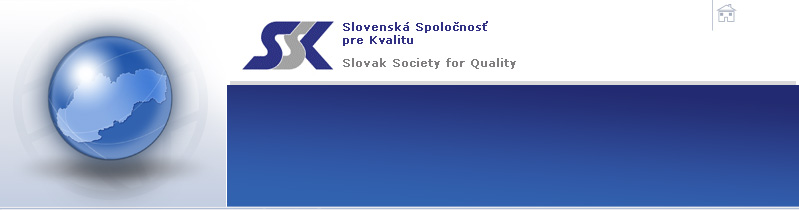 SSK
Slovenská Spoločnosť
pre Kvalitu
Slovak Society for Quality